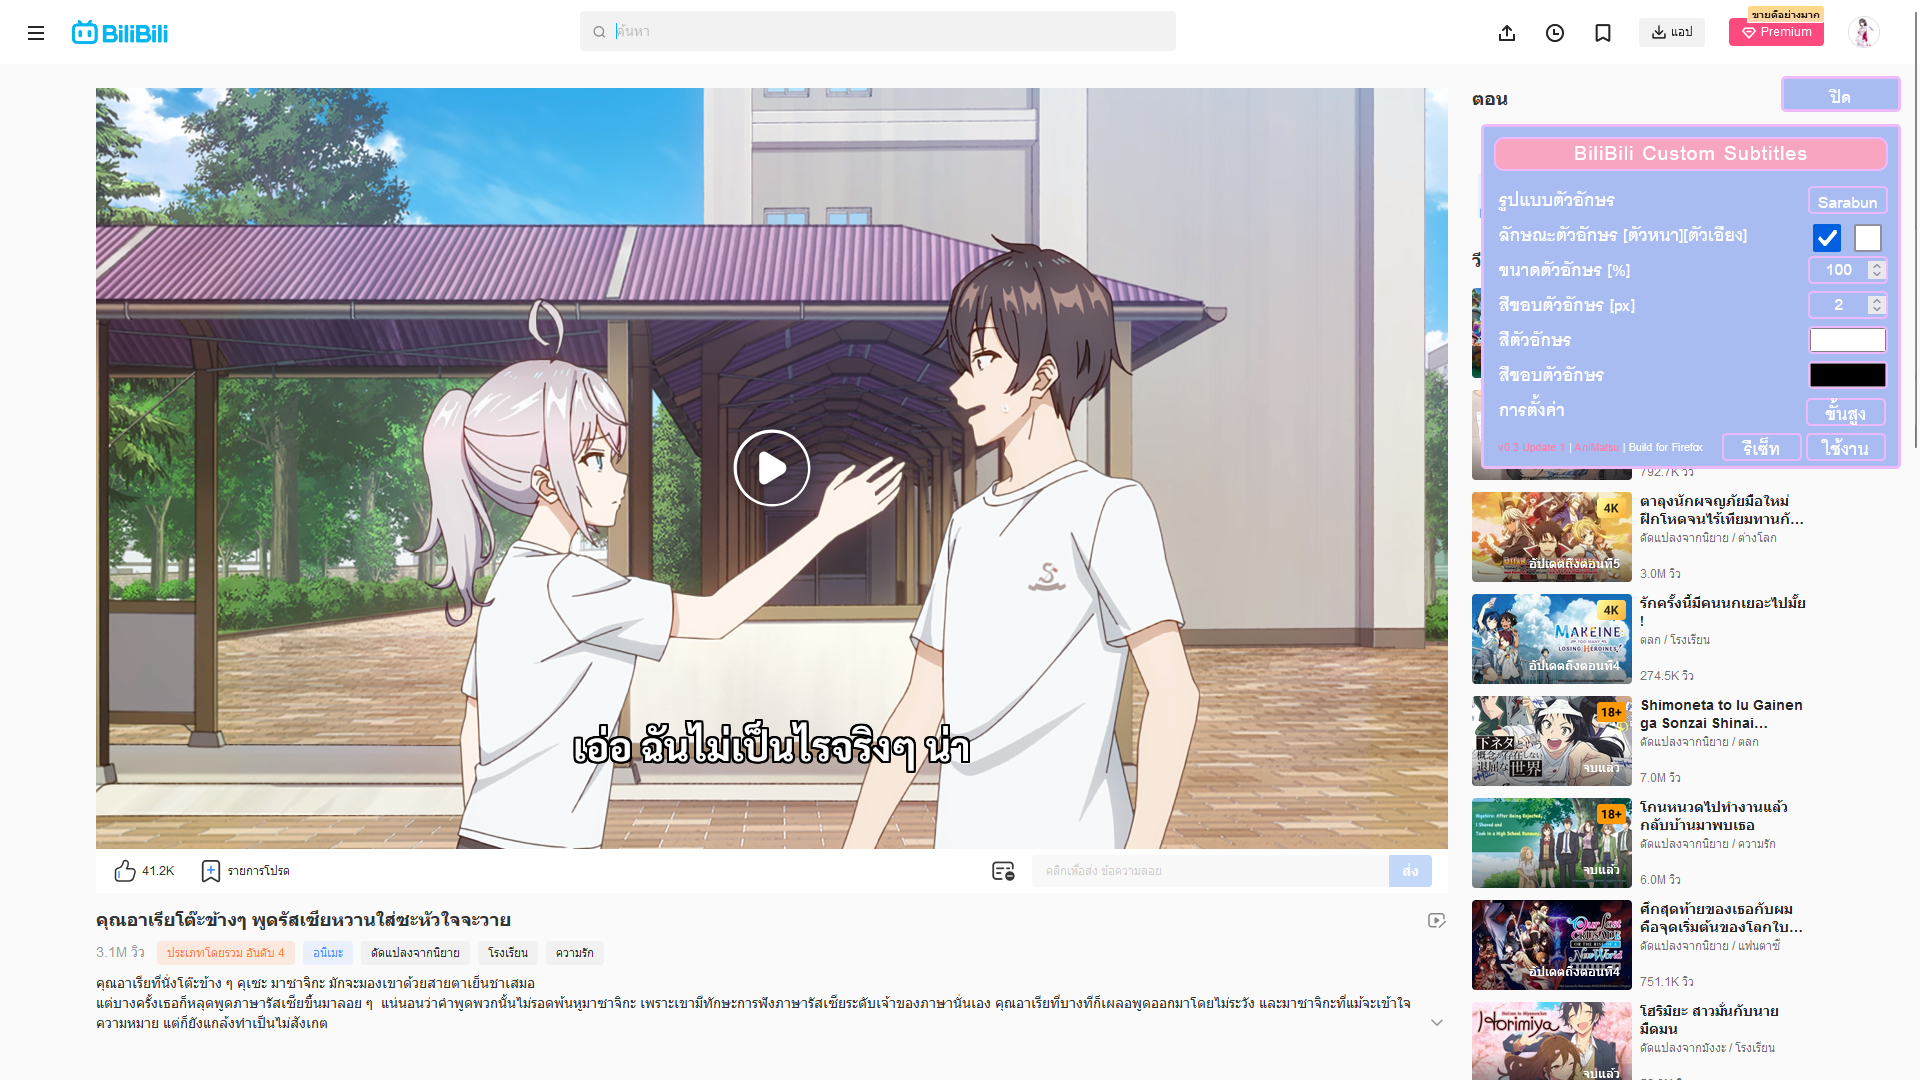 BiliBili
ค้นหา
แอป
ขายดีอย่างมาก
Premium
ตอน
ปิด
BiliBili Custom Subtitles
รูปแบบตัวอักษร
Sarabun
ลักษณะตัวอักษร [ตัวหนา][ตัวเอียง]
ขนาดตัวอักษร [%]
100
สีขอบตัวอักษร [px]
2
สีตัวอักษร
สีขอบตัวอักษร
การตั้งค่า
ขั้นสูง
v0.3 Update 1 | AniMatsu | Build for Firefox
รีเซ็ท
ใช้งาน
792.7K วิว
4K
อัปเดตถึงตอนที่5
ตาลุงนักผจญภัยมือใหม่
ฝึกโหดจนไร้เทียมทานกั...
ดัดแปลงจากนิยาย / ต่างโลก
3.0M วิว
4K
MAKEINE
LOSING HEROINES!
อัปเดตถึงตอนที่4
รักครั้งนี้มีคนนกเยอะไปมั้ย
!
ตลก / โรงเรียน
274.5K วิว
18+
下ネタという
概念が存在しない
退屈な世界
จบแล้ว
Shimoneta to Iu Gainen
ga Sonzai Shinai...
ดัดแปลงจากนิยาย / ตลก
7.0M วิว
18+
Higehiro: After Being Rejected,
I Shaved and
Took in a High School Runaway
จบแล้ว
โกนหนวดไปทำงานแล้ว
กลับบ้านมาพบเธอ
ดัดแปลงจากนิยาย / ความรัก
6.0M วิว
Our Last
CRUSADE
OR THE RISE OF A
New World
อัปเดตถึงตอนที่4
ศึกสุดท้ายของเธอกับผม
คือจุดเริ่มต้นของโลกใบ...
ดัดแปลงจากนิยาย / แฟนตาซี
751.1K วิว
Horimiya
จบแล้ว
โฮริมิยะ สาวมั่นกับนาย
มืดมน
ดัดแปลงจากมังงะ / โรงเรียน
เอ่อ ฉันไม่เป็นไรจริงๆ น่า
41.2K
รายการโปรด
คลิกเพื่อส่ง ข้อความลอย
ส่ง
คุณอาเรียโต๊ะข้างๆ พูดรัสเซียหวานใส่ซะหัวใจจะวาย
3.1M วิว
ประเภทโดยรวม อันดับ 4
อนิเมะ
ดัดแปลงจากนิยาย
โรงเรียน
ความรัก
คุณอาเรียที่นั่งโต๊ะข้าง ๆ คุเซะ มาซาจิกะ มักจะมองเขาด้วยสายตาเย็นชาเสมอ
แต่บางครั้งเธอก็หลุดพูดภาษารัสเซียขึ้นมาลอย ๆ แน่นอนว่าคำพูดพวกนั้นไม่รอดพ้นหูมาซาจิกะ เพราะเขามีทักษะการฟังภาษารัสเซียระดับเจ้าของภาษานั่นเอง คุณอาเรียที่บางทีก็เผลอพูดออกมาโดยไม่ระวัง และมาซาจิกะที่แม้จะเข้าใจ
ความหมาย แต่ก็ยังแกล้งทำเป็นไม่สังเกต